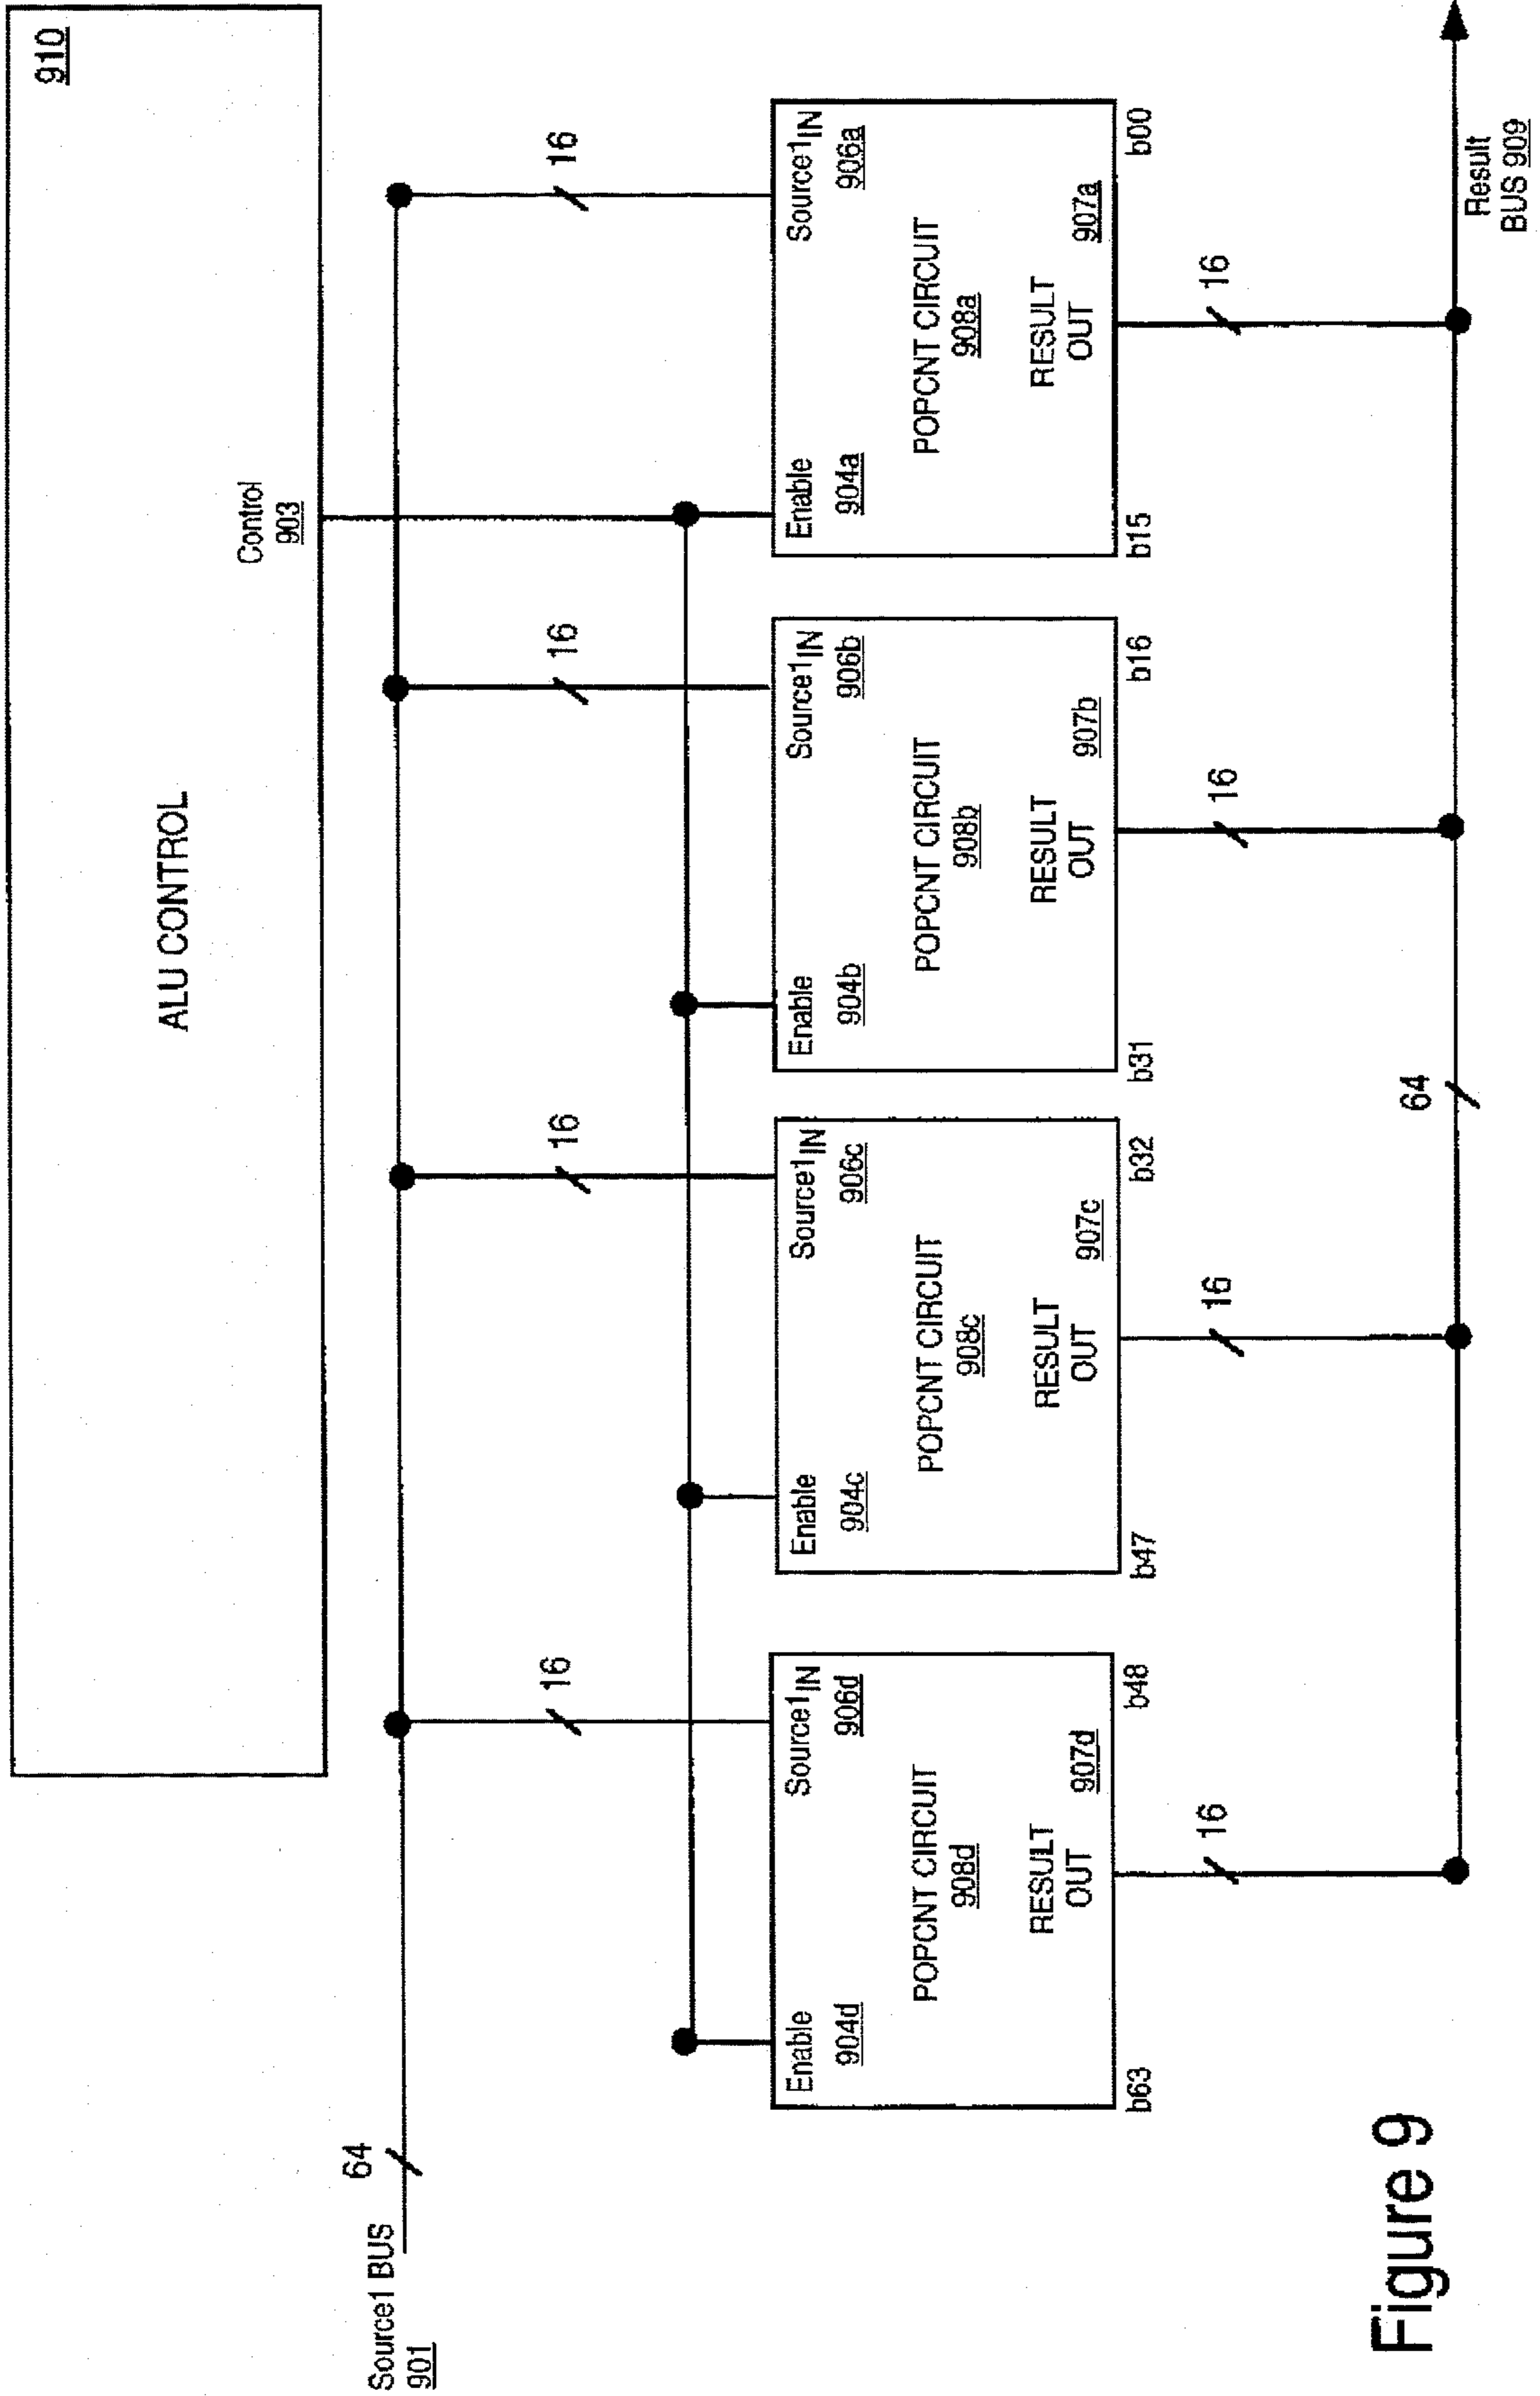 910
ALU CONTROL
Control
903
Source1 BUS
901
64
16
16
16
16
Enable
904d
Source1IN
906d
POPCNT CIRCUIT
908d
RESULT
OUT
907d
b63
b48
Enable
904c
Source1IN
906c
POPCNT CIRCUIT
908c
RESULT
OUT
907c
b47
b32
Enable
904b
Source1IN
906b
POPCNT CIRCUIT
908b
RESULT
OUT
907b
b31
b16
Enable
904a
Source1IN
906a
POPCNT CIRCUIT
908a
RESULT
OUT
907a
b15
b00
16
16
16
16
64
Result
BUS 909
Figure 9